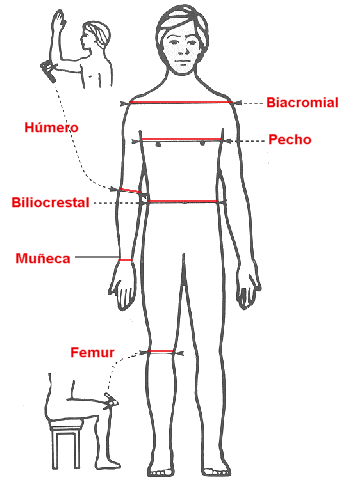 Biacromial
Húmero
Pecho
Biliocrestal
Muñeca
Femur